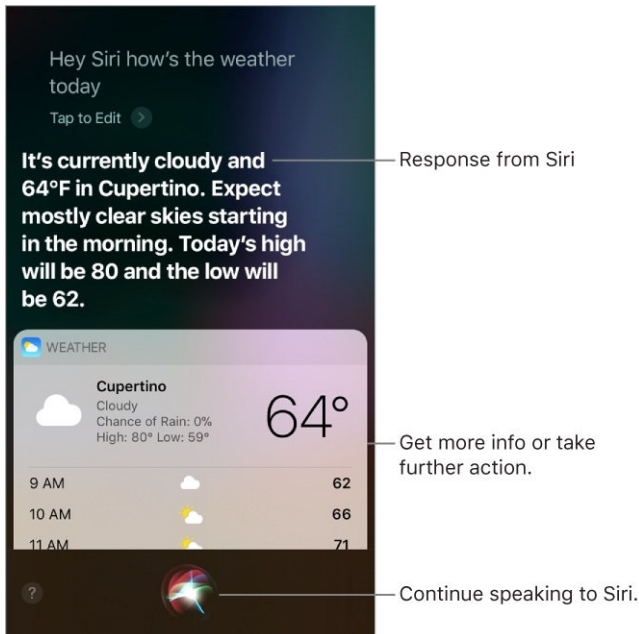 Hey Siri how's the weather
today
Tap to Edit
It's currently cloudy and
64°F in Cupertino. Expect
mostly clear skies starting
in the morning. Today's high
will be 80 and the low will
be 62.
Response from Siri
WEATHER
Cupertino
Cloudy
Chance of Rain: 0%
High: 80° Low: 59°
64°
Get more info or take
further action.
9 AM 62
10 AM 66
11 AM 71
?
Continue speaking to Siri.